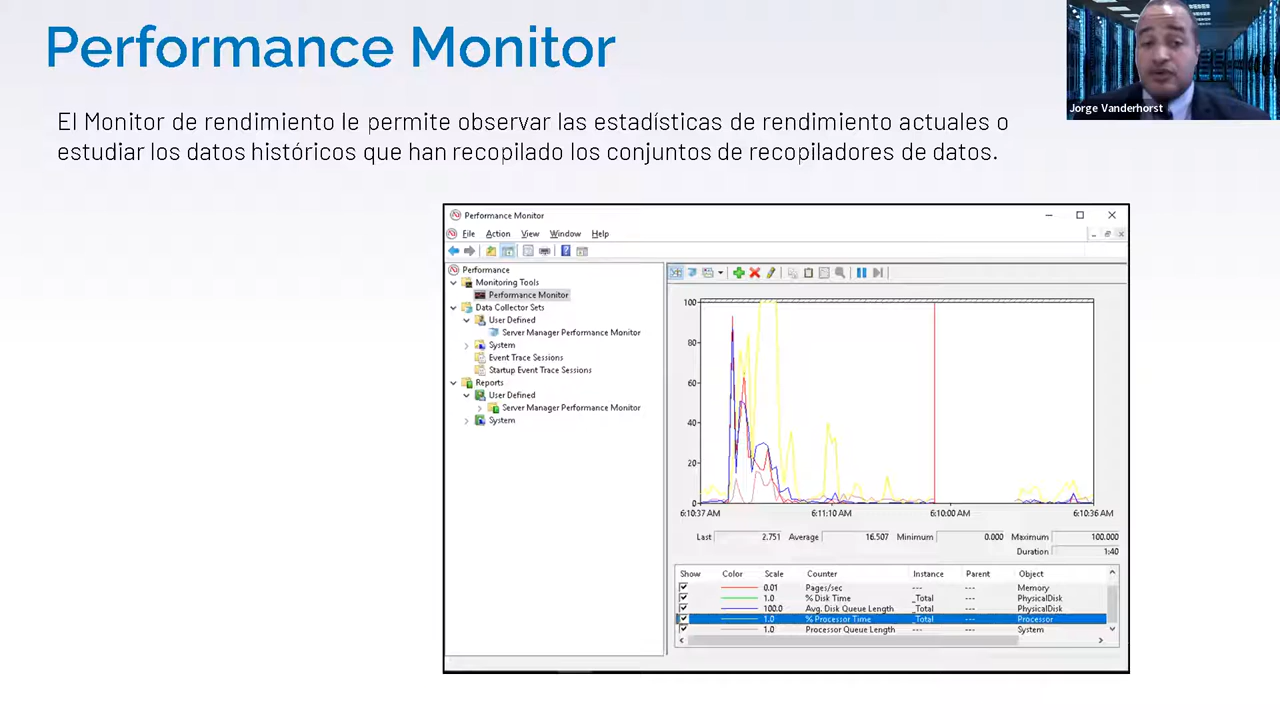 Performance Monitor
Jorge Vanderhorst
El Monitor de rendimiento le permite observar las estadísticas de rendimiento actuales o
estudiar los datos históricos que han recopilado los conjuntos de recopiladores de datos.
Performance Monitor
File Action View Window Help
Performance
Monitoring Tools
Performance Monitor
Data Collector Sets
User Defined
Server Manager Performance Monitor
System
Event Trace Sessions
Startup Event Trace Sessions
Reports
User Defined
Server Manager Performance Monitor
System
100
80
60
40
20
0
6:10:37 AM 6:11:10 AM 6:10:00 AM 6:10:36 AM
Last 2.751 Average 16.507 Minimum 0.000 Maximum 100.000
Duration 1:40
Show Color Scale Counter Instance Parent Object
0.01 Pages/sec --- --- Memory
1.0 % Disk Time _Total --- PhysicalDisk
100.0 Avg. Disk Queue Length _Total --- PhysicalDisk
1.0 % Processor Time _Total --- Processor
1.0 Processor Queue Length --- --- System